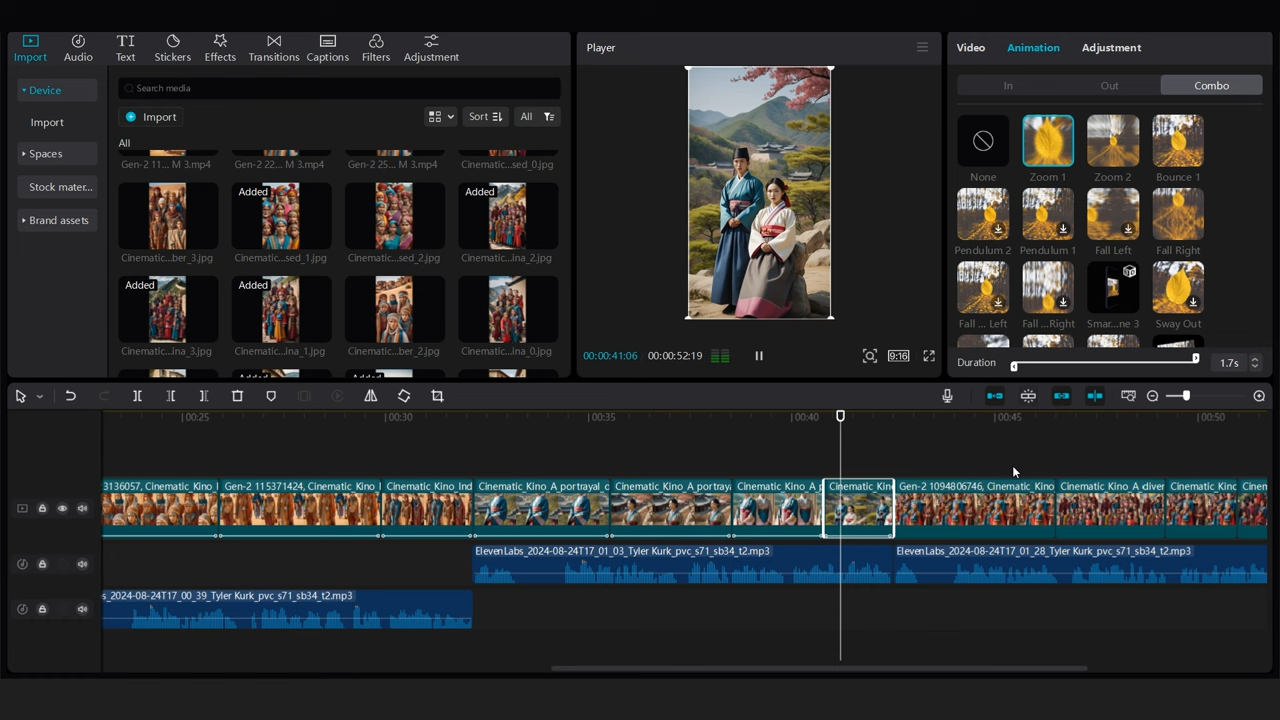 Import Audio Text Stickers Effects Transitions Captions Filters Adjustment
Device
Import
Spaces
Stock mater...
Brand assets
Search media
Import
Sort All
All
Gen-2 11... M 3.mp4 Gen-2 22... M 3.mp4 Gen-2 25... M 3.mp4 Cinematic...sed_0.jpg
Added Added
Cinematic...ber_3.jpg Cinematic...sed_1.jpg Cinematic...sed_2.jpg Cinematic...ina_2.jpg
Added Added
Cinematic...ina_3.jpg Cinematic...ina_1.jpg Cinematic...ber_2.jpg Cinematic...ina_0.jpg
Player
00:00:41:06 00:00:52:19
9:16
Video Animation Adjustment
In Out Combo
None Zoom 1 Zoom 2 Bounce 1
Pendulum 2 Pendulum 1 Fall Left Fall Right
Fall ... Left Fall ...Right Smar...ne 3 Sway Out
Duration 1.7s
00:25 00:30 00:35 00:40 00:45 00:50
3136057, Cinematic_Kino_I Gen-2 115371424, Cinematic_Kino_I Cinematic_Kino_Ind Cinematic_Kino_A_portrayal_o Cinematic_Kino_A_portraya Cinematic_Kino_A_p Cinematic_Kin Gen-2 1094806746, Cinematic_Kino Cinematic_Kino_A_diver Cinematic_Kino Cinem
ElevenLabs_2024-08-24T17_01_03_Tyler Kurk_pvc_s71_sb34_t2.mp3 ElevenLabs_2024-08-24T17_01_28_Tyler Kurk_pvc_s71_sb34_t2.mp3
s_2024-08-24T17_00_39_Tyler Kurk_pvc_s71_sb34_t2.mp3